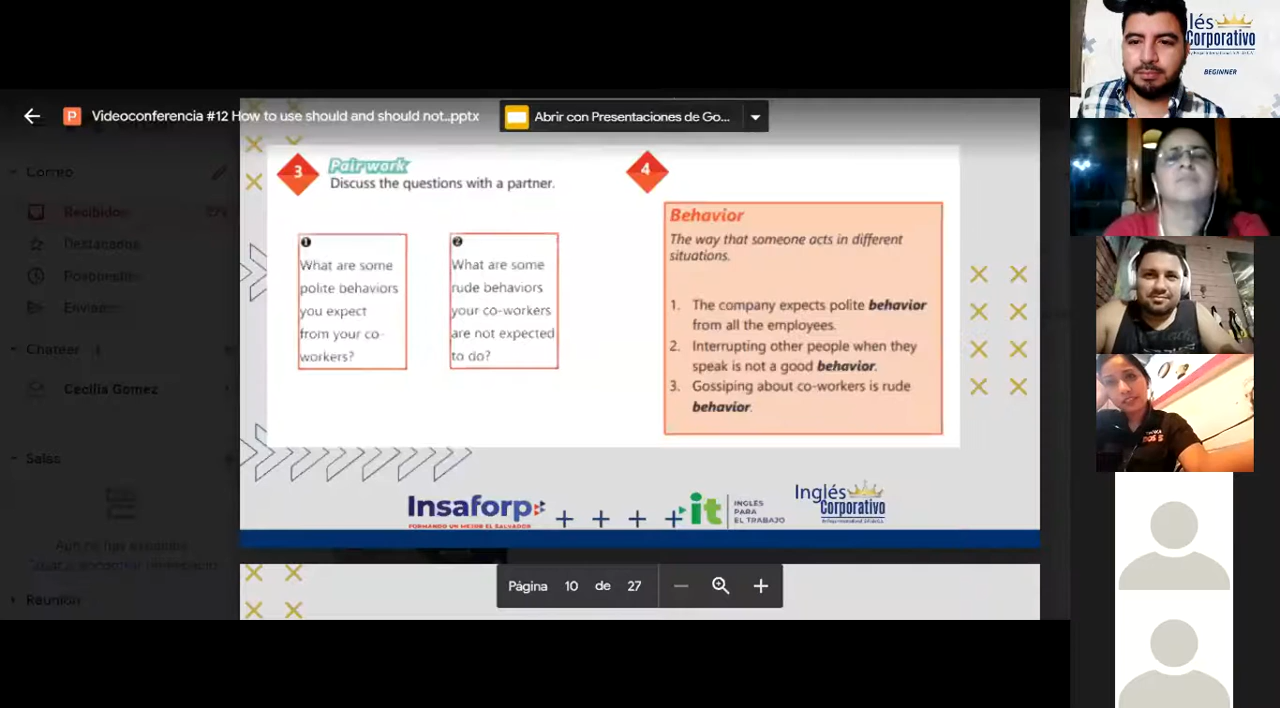 Videoconferencia #12 How to use should and should not..pptx
Abrir con Presentaciones de Go...
Correo
Recibidos
Destacados
Enviados
Chatear
Cecilia Gomez
Salas
Reunión
3
Pair work
Discuss the questions with a partner.
1
What are some
polite behaviors
you expect
from your co-
workers?
2
What are some
rude behaviors
your co-workers
are not expected
to do?
4
Behavior
The way that someone acts in different
situations.
1. The company expects polite behavior
from all the employees.
2. Interrupting other people when they
speak is not a good behavior.
3. Gossiping about co-workers is rude
behavior.
Insaforp
FORMANDO UN MEJOR EL SALVADOR
it
INGLÉS
PARA
EL TRABAJO
Inglés
Corporativo
Página 10 de 27
lés
Corporativo
BEGINNER